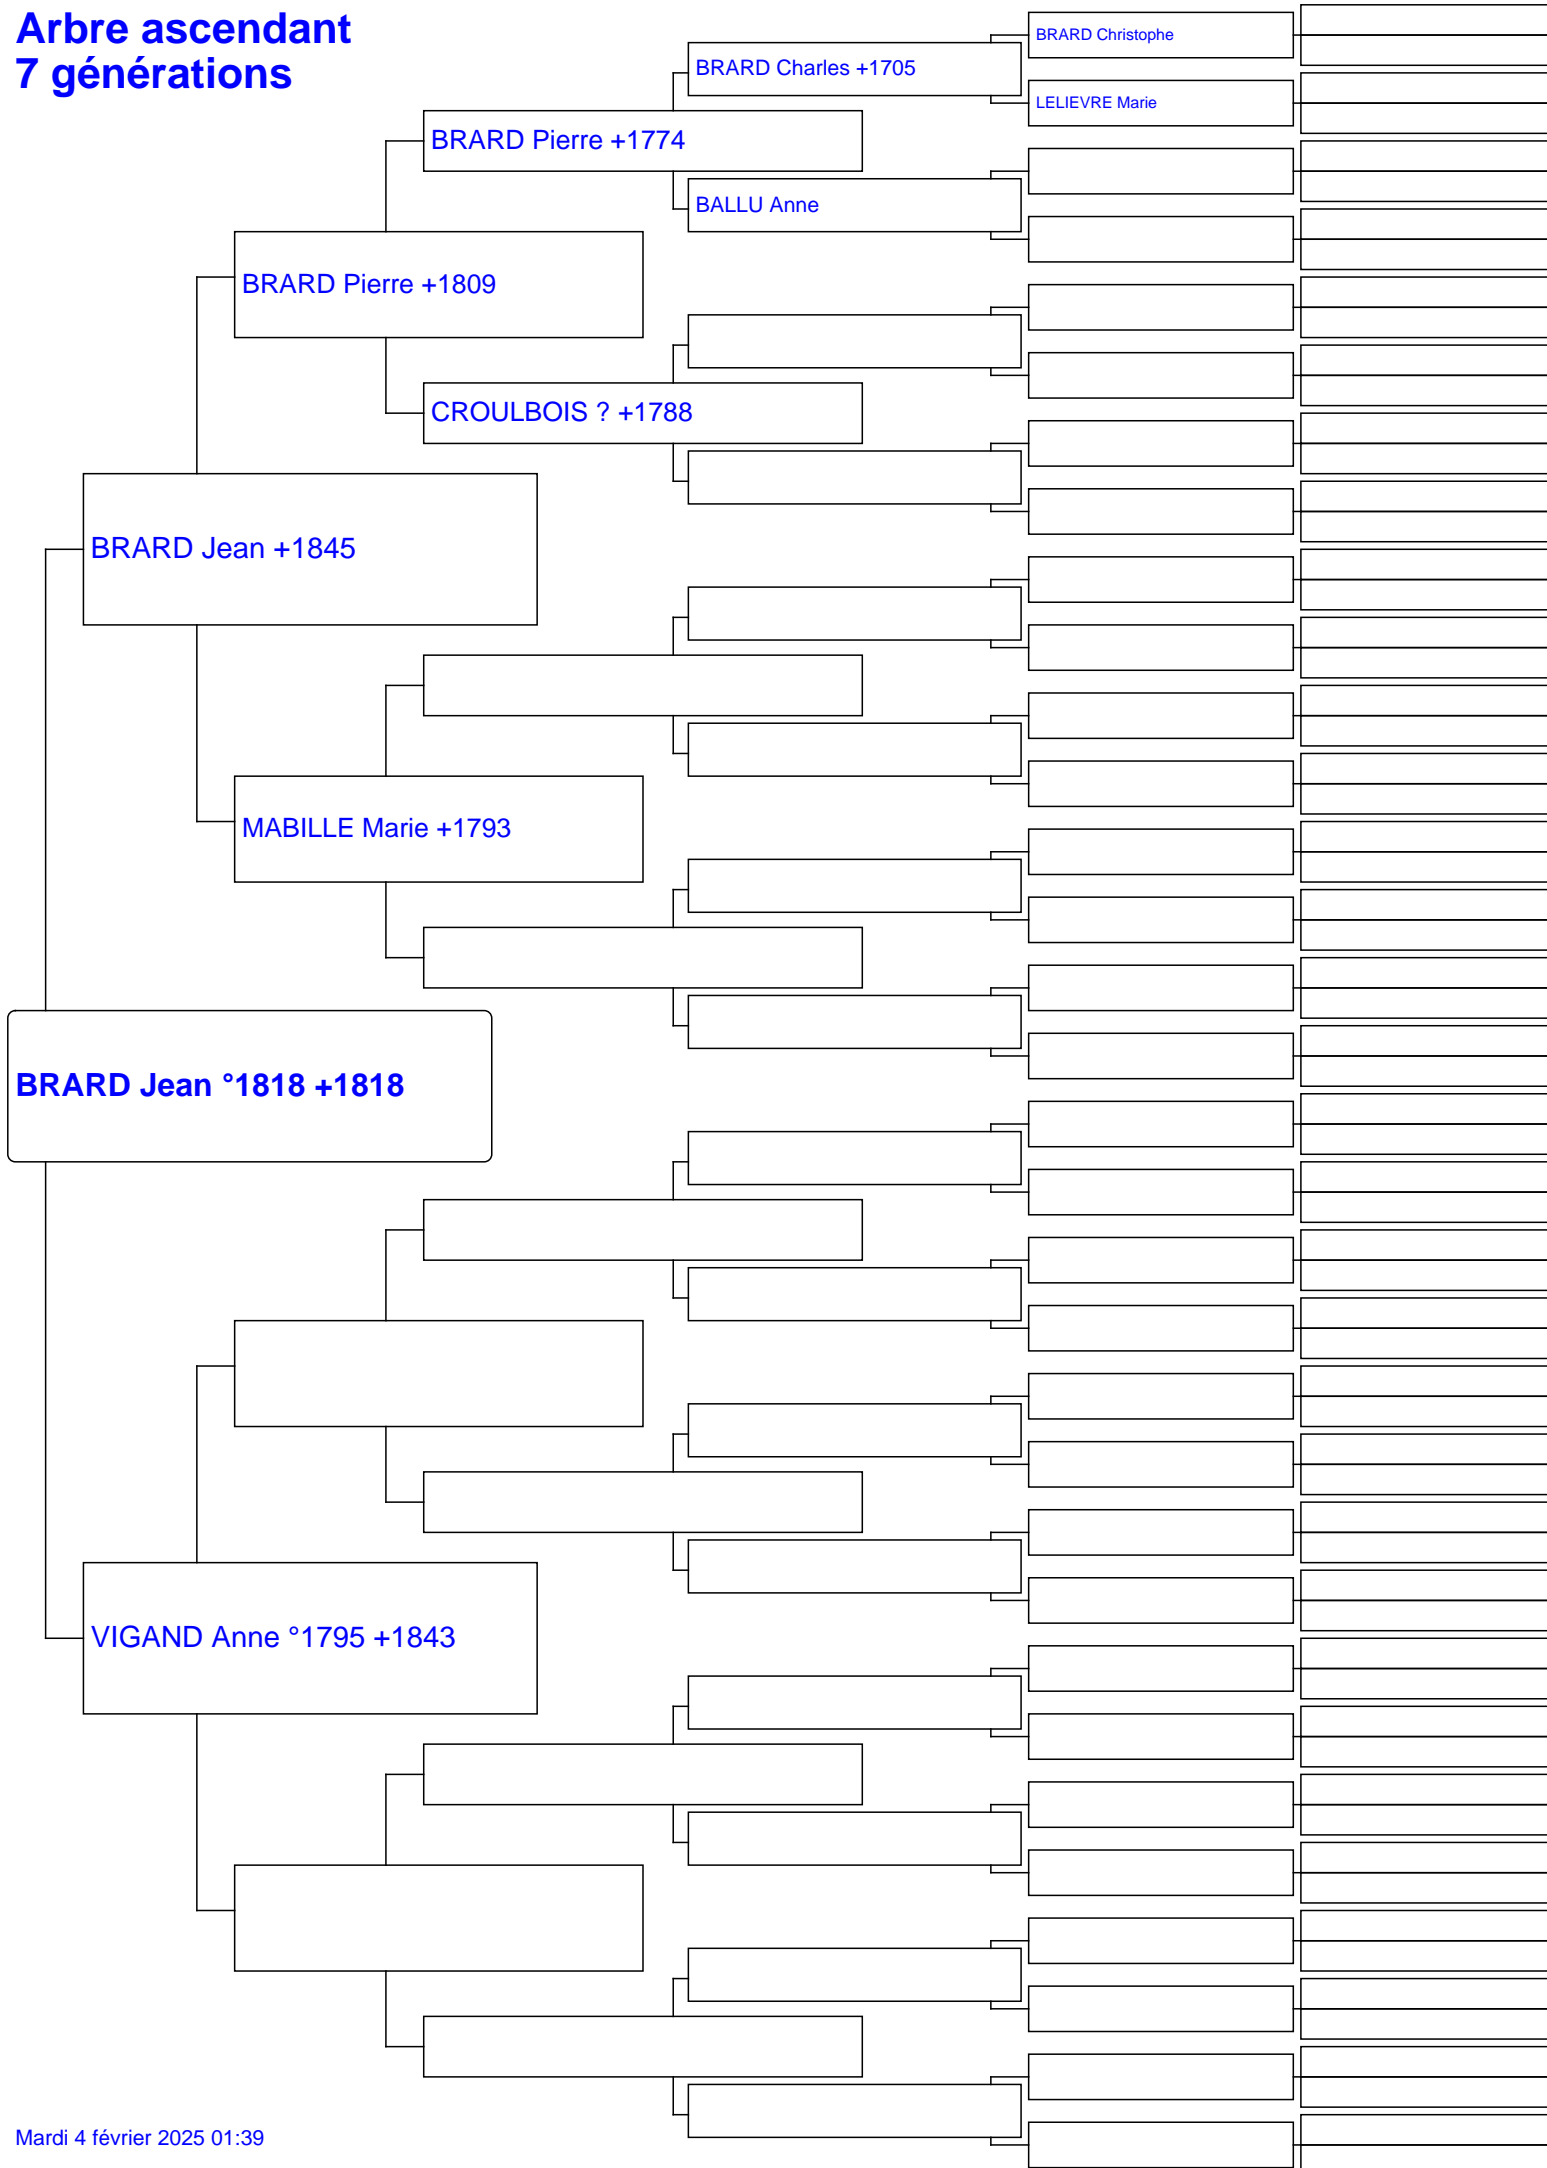 Arbre ascendant
7 générations
BRARD Christophe
BRARD Charles +1705
LELIEVRE Marie
BRARD Pierre +1774
BALLU Anne
BRARD Pierre +1809
CROULBOIS ? +1788
BRARD Jean +1845
MABILLE Marie +1793
BRARD Jean °1818 +1818
VIGAND Anne °1795 +1843
Mardi 4 février 2025 01:39